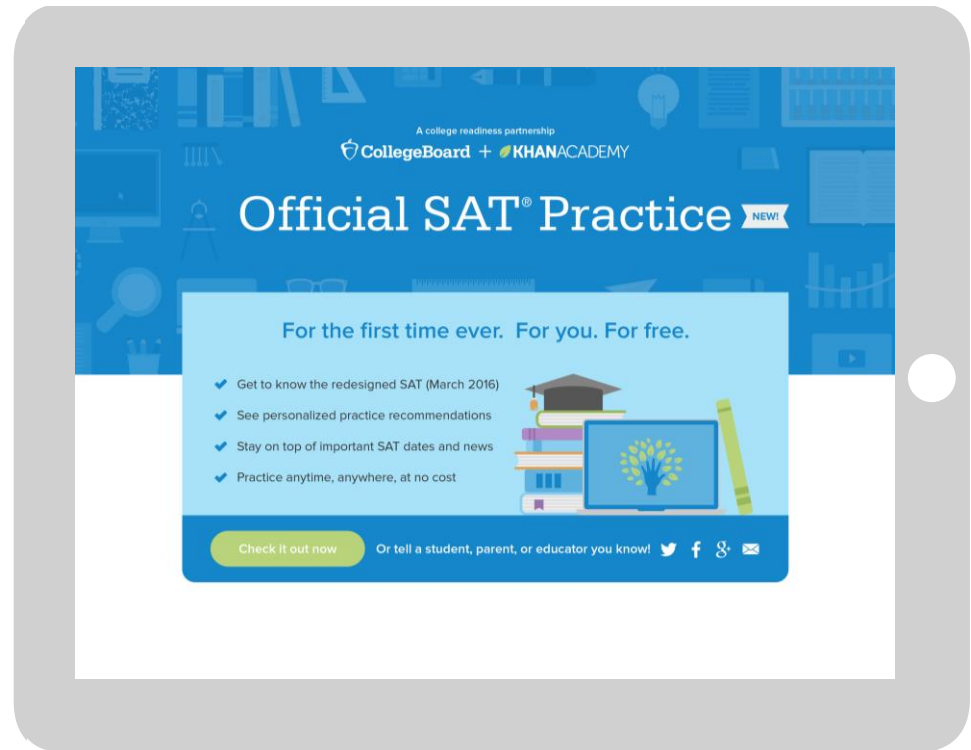 A college readiness partnership
CollegeBoard + KHANACADEMY
Official SAT® Practice NEW!
For the first time ever. For you. For free.
Get to know the redesigned SAT (March 2016)
See personalized practice recommendations
Stay on top of important SAT dates and news
Practice anytime, anywhere, at no cost
Check it out now Or tell a student, parent, or educator you know!